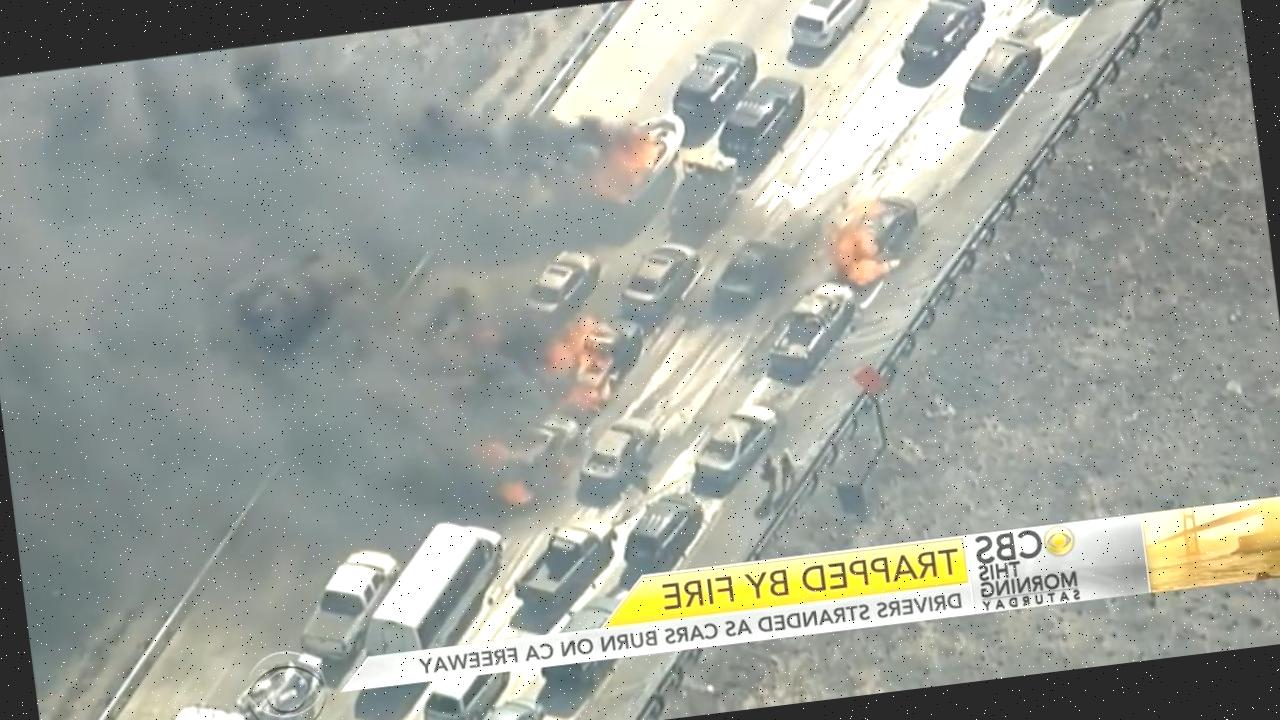 CBS
THIS
MORNING
SATURDAY
TRAPPED BY FIRE
DRIVERS STRANDED AS CARS BURN ON CA FREEWAY